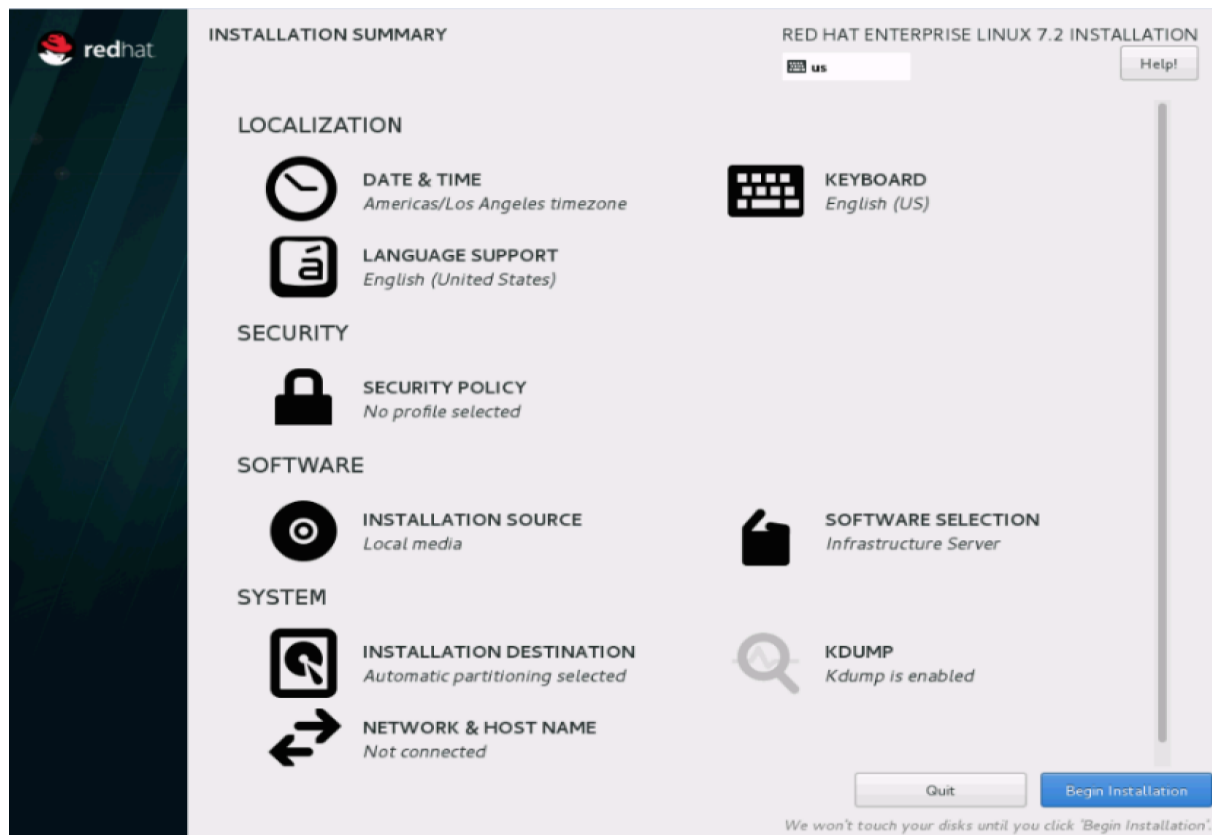 redhat
INSTALLATION SUMMARY
RED HAT ENTERPRISE LINUX 7.2 INSTALLATION
us
Help!
LOCALIZATION
DATE & TIME
Americas/Los Angeles timezone
KEYBOARD
English (US)
á
LANGUAGE SUPPORT
English (United States)
SECURITY
SECURITY POLICY
No profile selected
SOFTWARE
INSTALLATION SOURCE
Local media
SOFTWARE SELECTION
Infrastructure Server
SYSTEM
INSTALLATION DESTINATION
Automatic partitioning selected
KDUMP
Kdump is enabled
NETWORK & HOST NAME
Not connected
Quit
Begin Installation
We won't touch your disks until you click 'Begin Installation'.